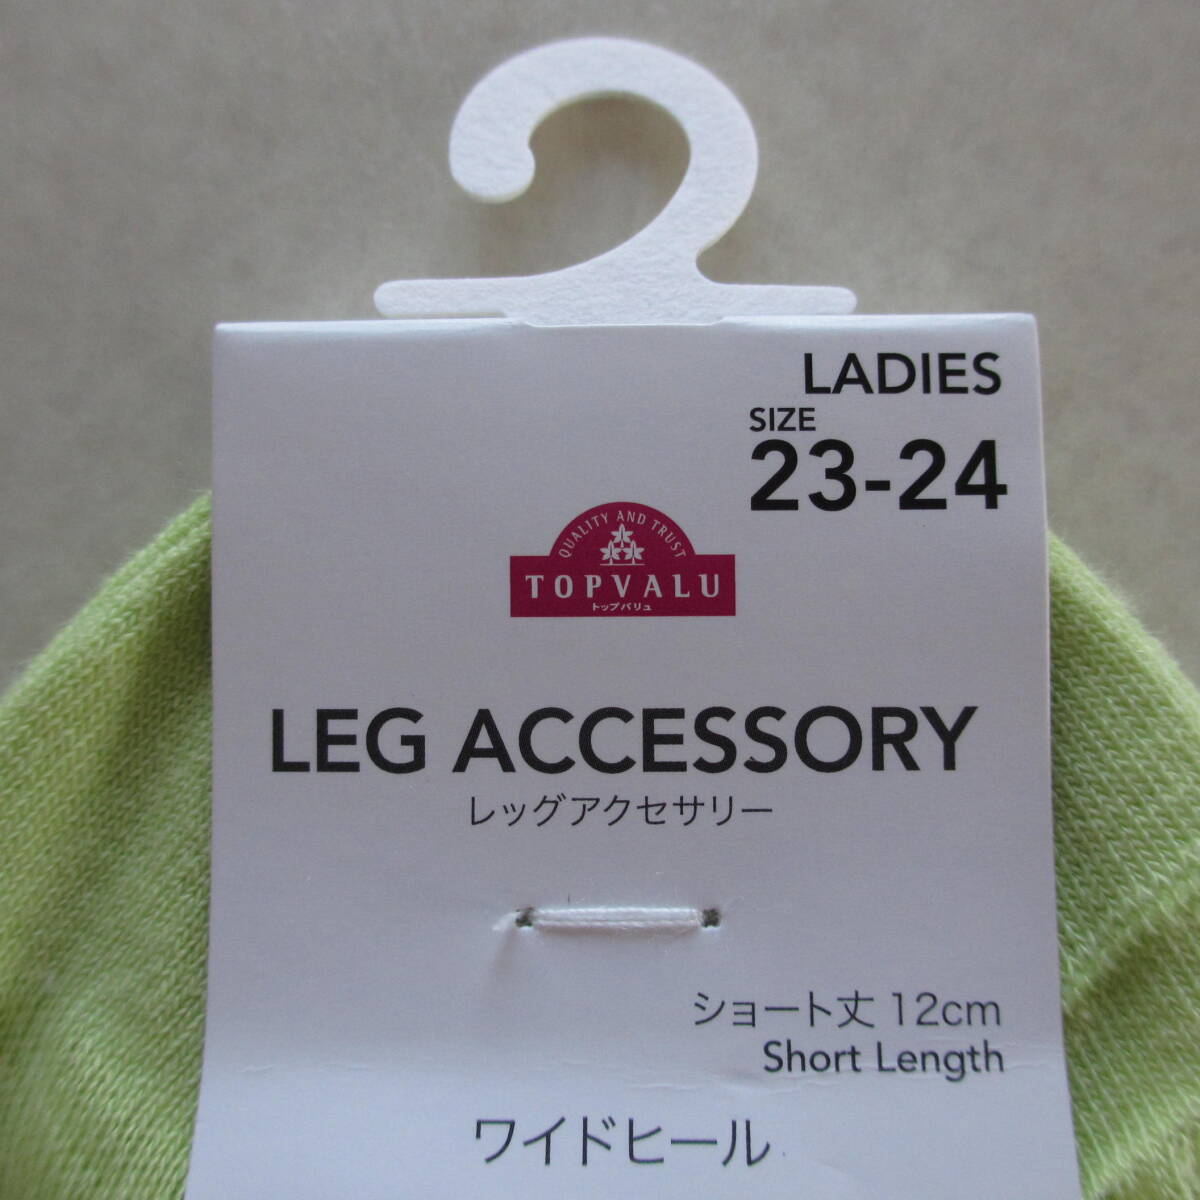 LADIES
SIZE
23-24
QUALITY AND TRUST
TOPVALU
トップバリュ
LEG ACCESSORY
レッグアクセサリー
ショート丈 12cm
Short Length
ワイドヒール